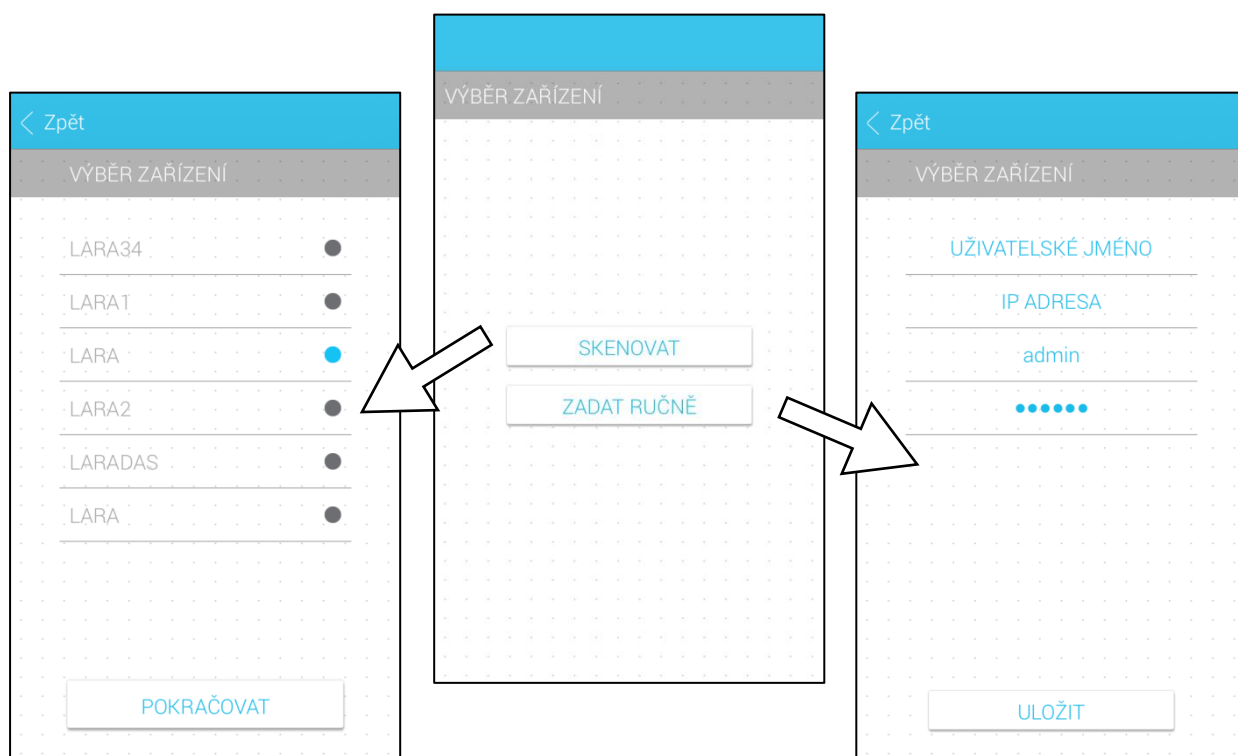 Zpět
VÝBĚR ZAŘÍZENÍ
LARA34
LARA1
LARA
LARA2
LARADAS
LARA
POKRAČOVAT
VÝBĚR ZAŘÍZENÍ
SKENOVAT
ZADAT RUČNĚ
Zpět
VÝBĚR ZAŘÍZENÍ
UŽIVATELSKÉ JMÉNO
IP ADRESA
admin
••••••
ULOŽIT